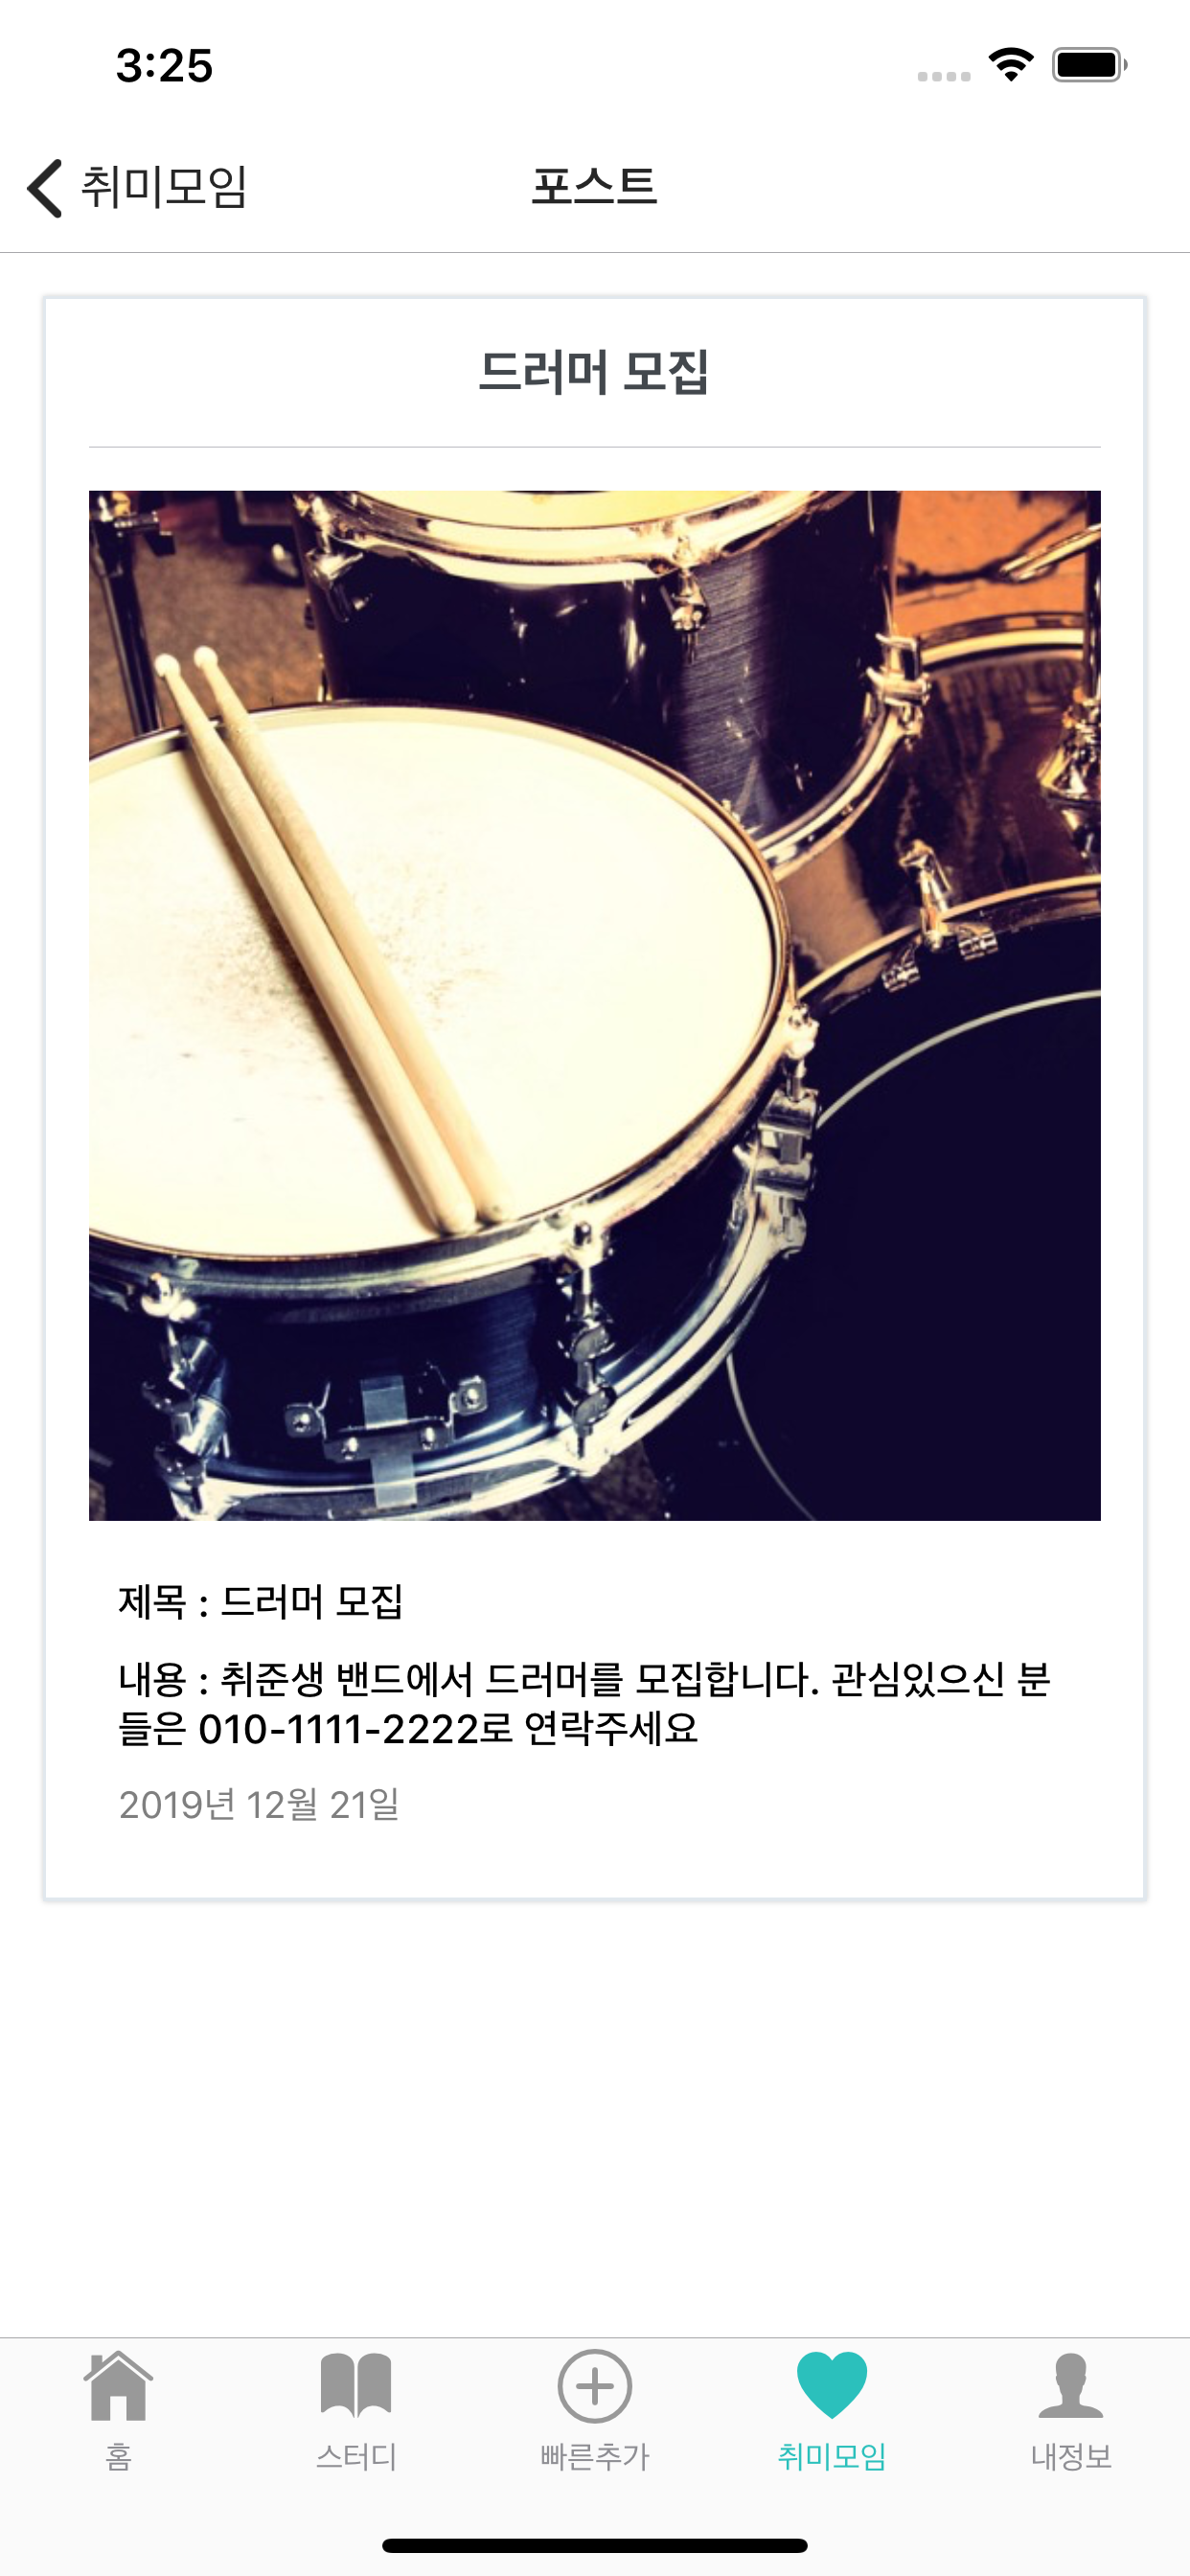 3:25
취미모임
포스트
드러머 모집
제목 : 드러머 모집
내용 : 취준생 밴드에서 드러머를 모집합니다. 관심있으신 분
들은 010-1111-2222로 연락주세요
2019년 12월 21일
홈
스터디
빠른추가
취미모임
내정보